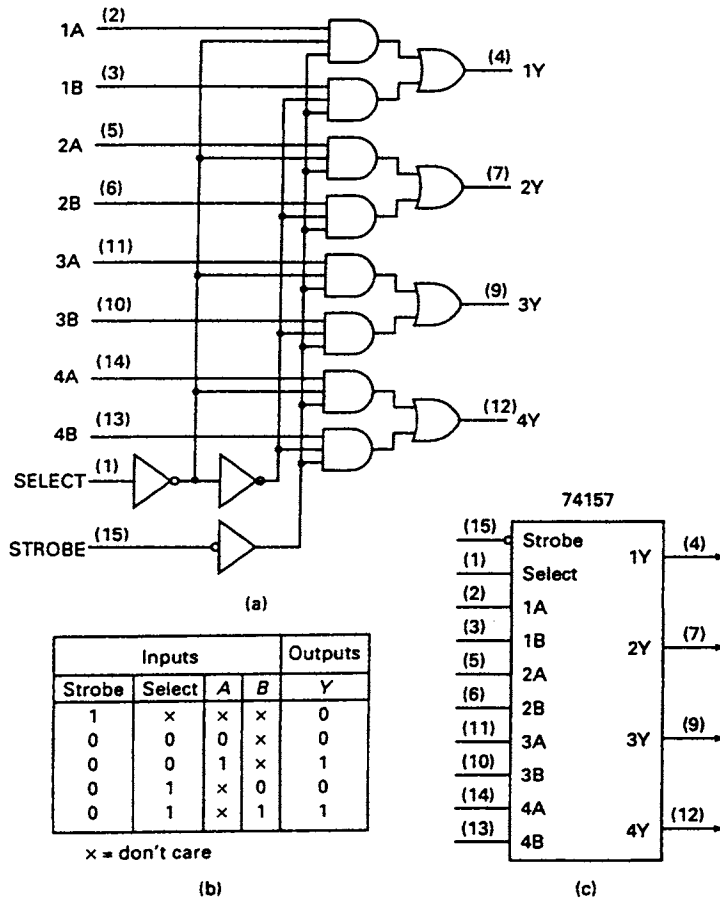 1A (2)
1B (3)
2A (5)
2B (6)
3A (11)
3B (10)
4A (14)
4B (13)
SELECT (1)
STROBE (15)
(4) 1Y
(7) 2Y
(9) 3Y
(12) 4Y
(a)
Inputs Outputs
Strobe Select A B Y
1 × × × 0
0 0 0 × 0
0 0 1 × 1
0 1 × 0 0
0 1 × 1 1
× = don't care
(b)
74157
(15) Strobe
(1) Select
(2) 1A
(3) 1B
(5) 2A
(6) 2B
(11) 3A
(10) 3B
(14) 4A
(13) 4B
1Y (4)
2Y (7)
3Y (9)
4Y (12)
(c)